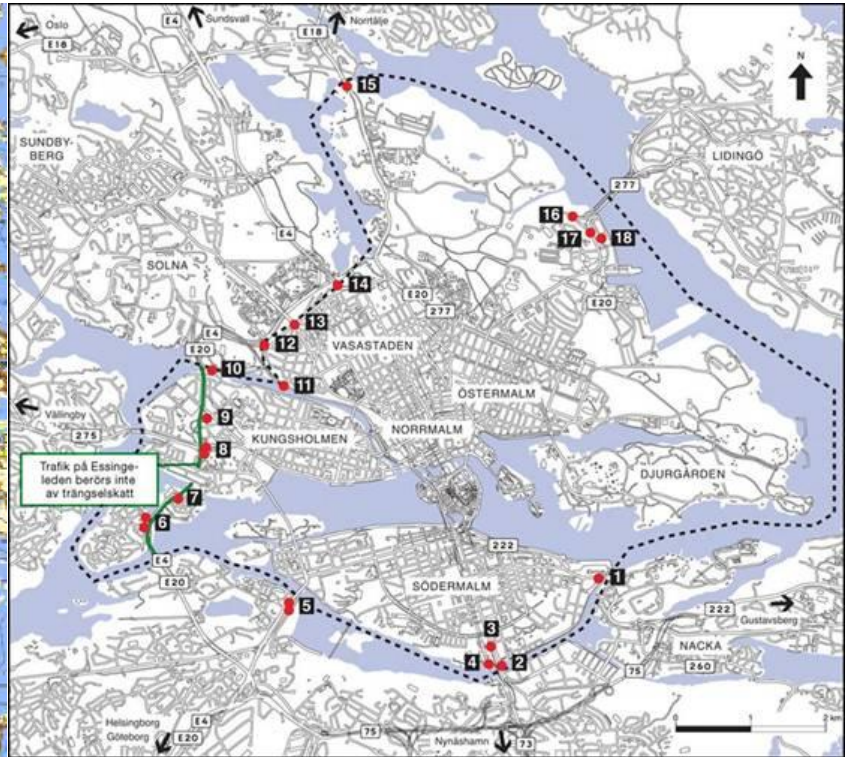 Oslo
E18
Sundsvall
E4
Norrtälje
E18
N
15
SUNDBY-
BERG
LIDINGÖ
277
16
17
18
E4
SOLNA
14
E20
277
E20
13
E4
12
VASASTADEN
E20
10
11
ÖSTERMALM
Vällingby
275
9
KUNGSHOLMEN
NORRMALM
8
Trafik på Essinge-
leden berörs inte
av trängselskatt
DJURGÅRDEN
7
6
222
E4
E20
SÖDERMALM
1
5
222
Gustavsberg
3
NACKA
4
2
75
260
Helsingborg
Göteborg
E4
E20
75
Nynäshamn
73
0
1
2 km